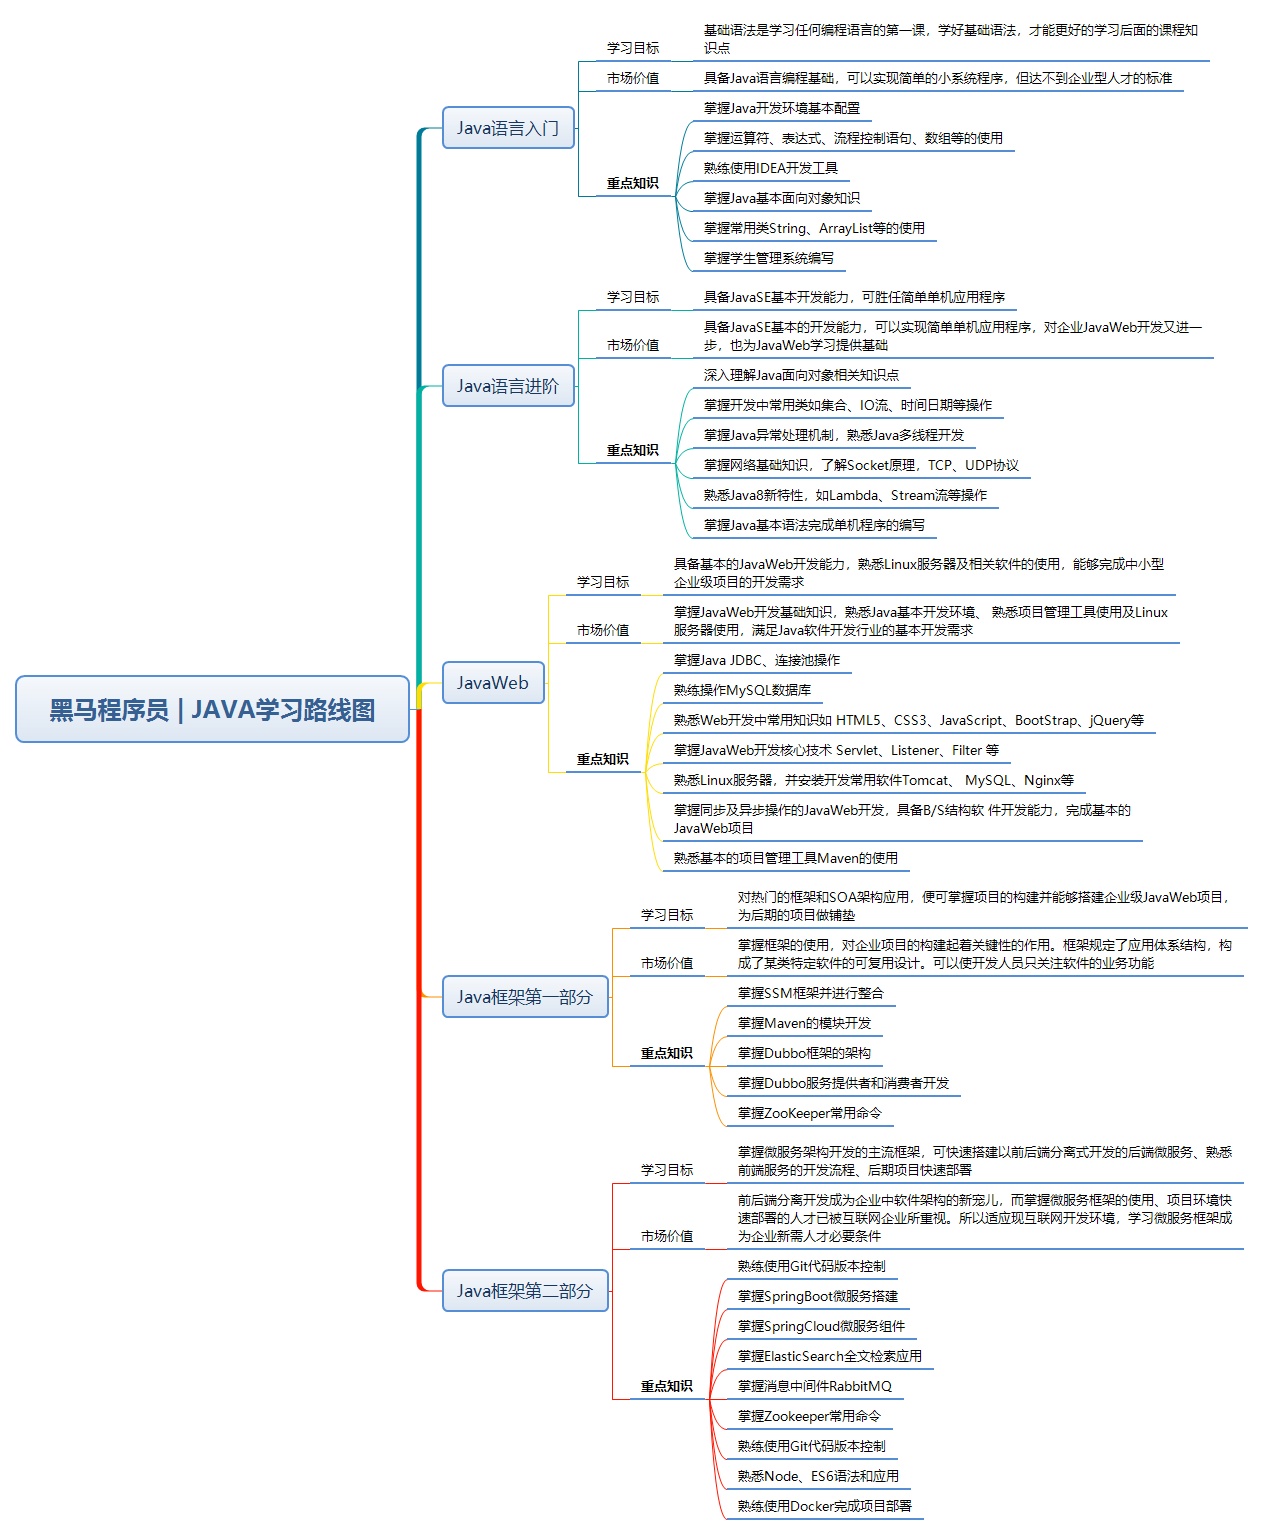 黑马程序员 | JAVA学习路线图
Java语言入门
学习目标
基础语法是学习任何编程语言的第一课，学好基础语法，才能更好的学习后面的课程知
识点
市场价值
具备Java语言编程基础，可以实现简单的小系统程序，但达不到企业型人才的标准
重点知识
掌握Java开发环境基本配置
掌握运算符、表达式、流程控制语句、数组等的使用
熟练使用IDEA开发工具
掌握Java基本面向对象知识
掌握常用类String、ArrayList等的使用
掌握学生管理系统编写
Java语言进阶
学习目标
具备JavaSE基本开发能力，可胜任简单单机应用程序
市场价值
具备JavaSE基本的开发能力，可以实现简单单机应用程序，对企业JavaWeb开发又进一
步，也为JavaWeb学习提供基础
重点知识
深入理解Java面向对象相关知识点
掌握开发中常用类如集合、IO流、时间日期等操作
掌握Java异常处理机制，熟悉Java多线程开发
掌握网络基础知识，了解Socket原理，TCP、UDP协议
熟悉Java8新特性，如Lambda、Stream流等操作
掌握Java基本语法完成单机程序的编写
JavaWeb
学习目标
具备基本的JavaWeb开发能力，熟悉Linux服务器及相关软件的使用，能够完成中小型
企业级项目的开发需求
市场价值
掌握JavaWeb开发基础知识，熟悉Java基本开发环境、 熟悉项目管理工具使用及Linux
服务器使用，满足Java软件开发行业的基本开发需求
重点知识
掌握Java JDBC、连接池操作
熟练操作MySQL数据库
熟悉Web开发中常用知识如 HTML5、CSS3、JavaScript、BootStrap、jQuery等
掌握JavaWeb开发核心技术 Servlet、Listener、Filter 等
熟悉Linux服务器，并安装开发常用软件Tomcat、 MySQL、Nginx等
掌握同步及异步操作的JavaWeb开发，具备B/S结构软 件开发能力，完成基本的
JavaWeb项目
熟悉基本的项目管理工具Maven的使用
Java框架第一部分
学习目标
对热门的框架和SOA架构应用，便可掌握项目的构建并能够搭建企业级JavaWeb项目，
为后期的项目做铺垫
市场价值
掌握框架的使用，对企业项目的构建起着关键性的作用。框架规定了应用体系结构，构
成了某类特定软件的可复用设计。可以使开发人员只关注软件的业务功能
重点知识
掌握SSM框架并进行整合
掌握Maven的模块开发
掌握Dubbo框架的架构
掌握Dubbo服务提供者和消费者开发
掌握ZooKeeper常用命令
Java框架第二部分
学习目标
掌握微服务架构开发的主流框架，可快速搭建以前后端分离式开发的后端微服务、熟悉
前端服务的开发流程、后期项目快速部署
市场价值
前后端分离开发成为企业中软件架构的新宠儿，而掌握微服务框架的使用、项目环境快
速部署的人才已被互联网企业所重视。所以适应现互联网开发环境，学习微服务框架成
为企业新需人才必要条件
重点知识
熟练使用Git代码版本控制
掌握SpringBoot微服务搭建
掌握SpringCloud微服务组件
掌握ElasticSearch全文检索应用
掌握消息中间件RabbitMQ
掌握Zookeeper常用命令
熟练使用Git代码版本控制
熟悉Node、ES6语法和应用
熟练使用Docker完成项目部署